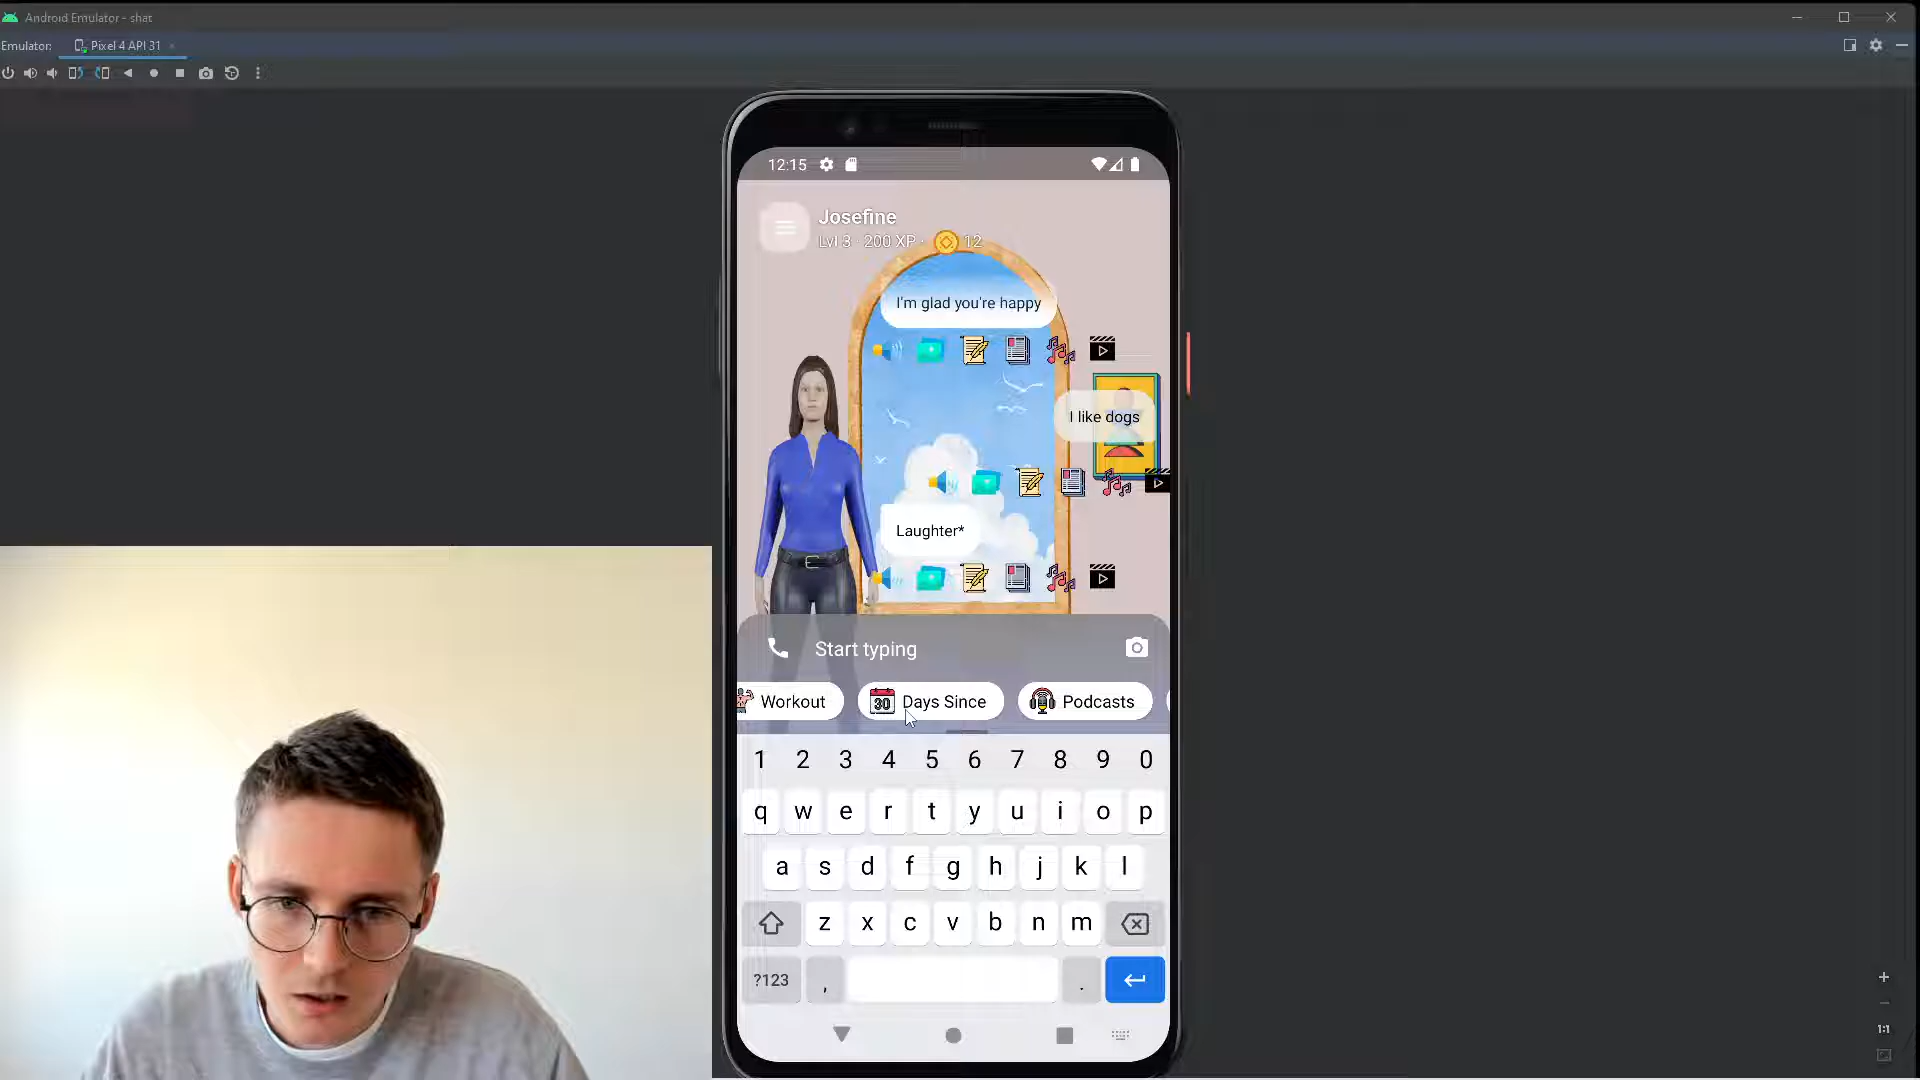 Android Emulator - shat
Emulator:
Pixel 4 API 31
12:15
Josefine
Lvl 3 · 200 XP ·
12
I'm glad you're happy
I like dogs
Laughter*
Start typing
Workout
30
Days Since
Podcasts
1 2 3 4 5 6 7 8 9 0
q w e r t y u i o p
a s d f g h j k l
z x c v b n m
?123 , .
1:1